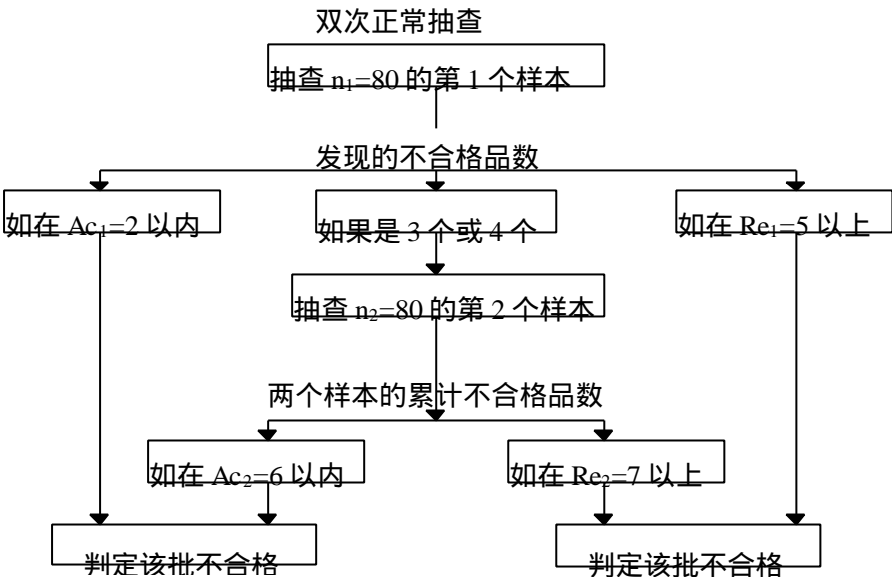 双次正常抽查
抽查 n₁=80 的第 1 个样本
发现的不合格品数
如在 Ac₁=2 以内
如果是 3 个或 4 个
如在 Re₁=5 以上
抽查 n₂=80 的第 2 个样本
两个样本的累计不合格品数
如在 Ac₂=6 以内
如在 Re₂=7 以上
判定该批不合格
判定该批不合格